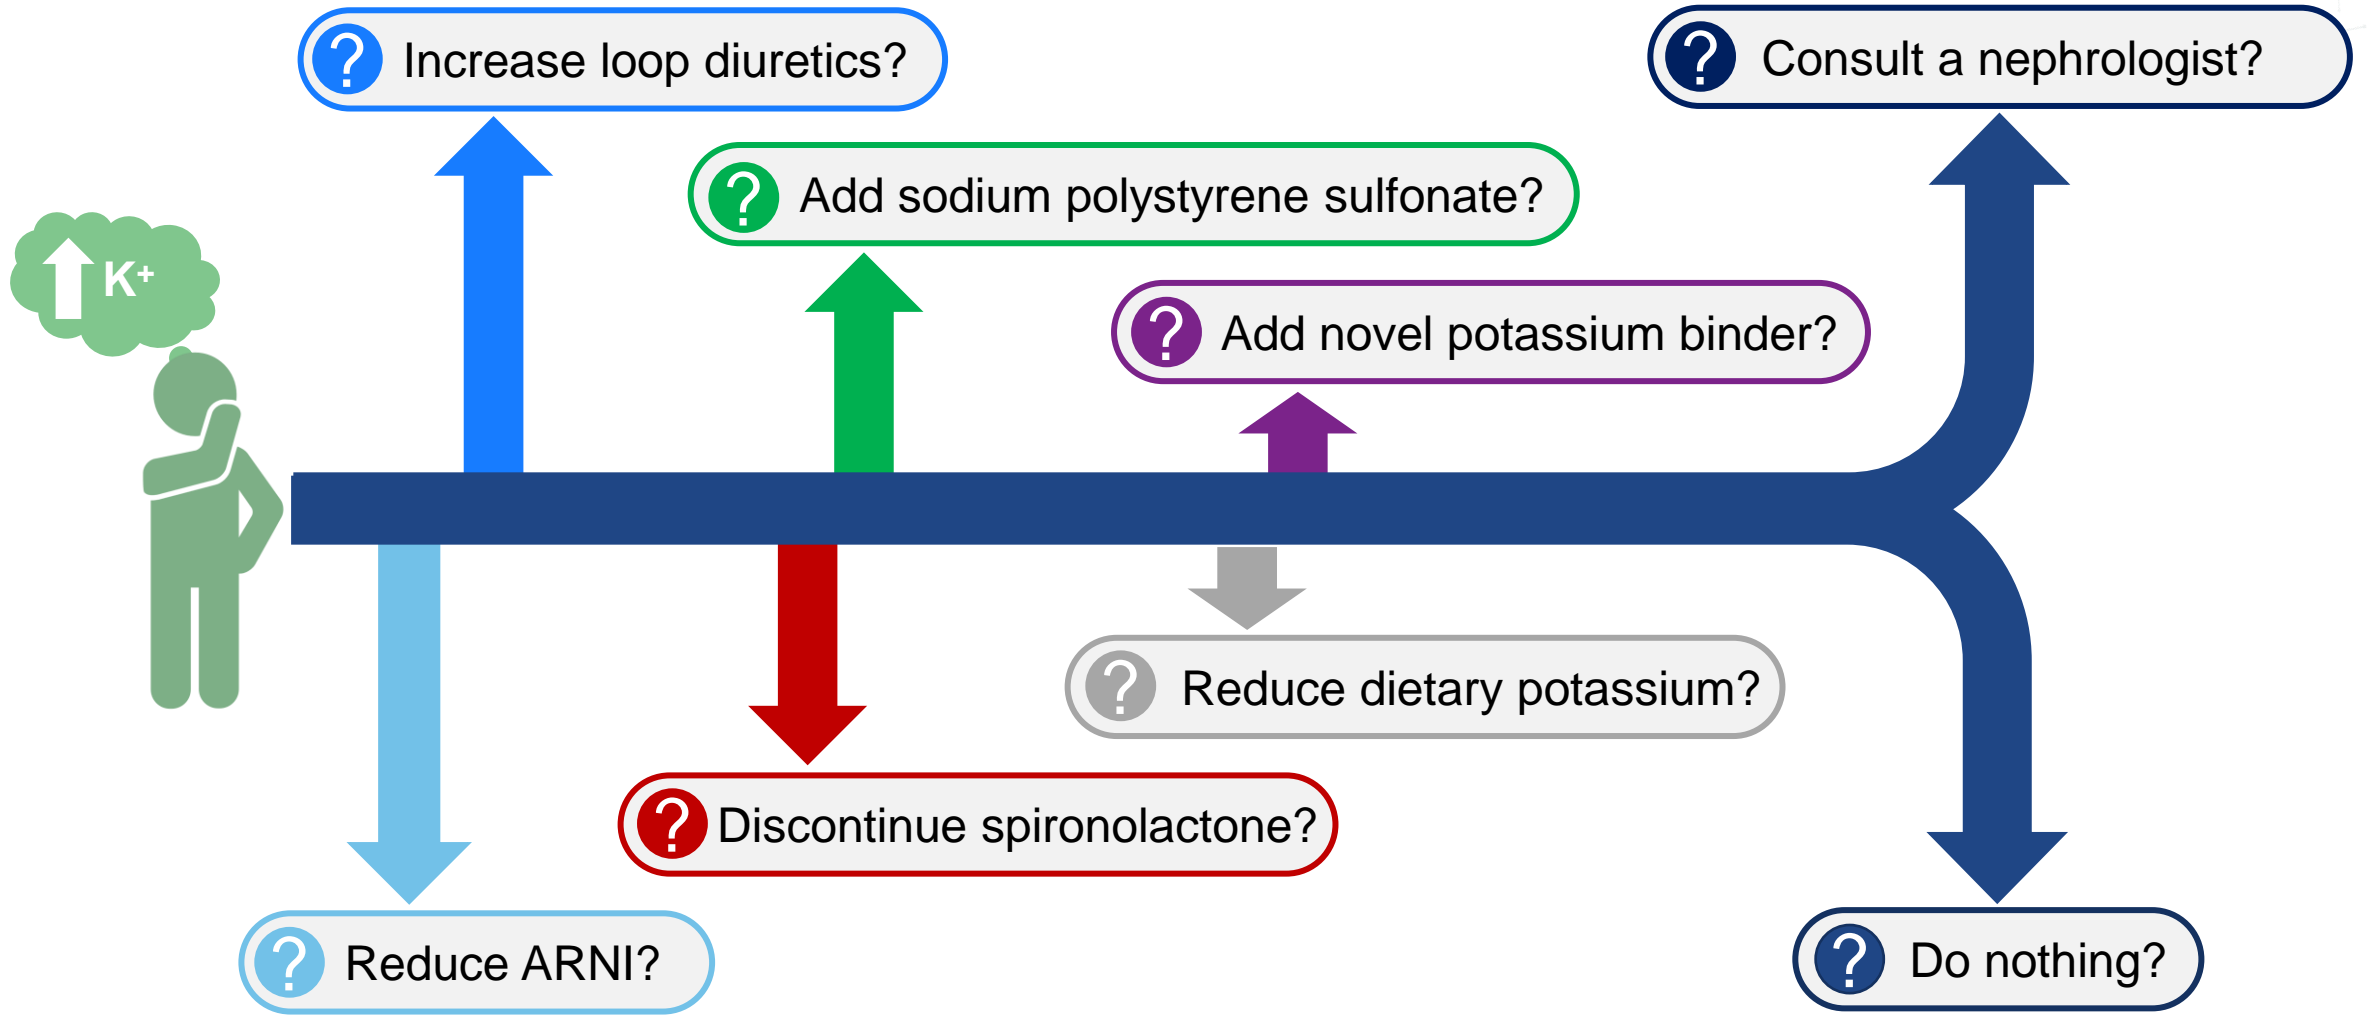 Increase loop diuretics?
Consult a nephrologist?
Add sodium polystyrene sulfonate?
K+
Add novel potassium binder?
Reduce dietary potassium?
Discontinue spironolactone?
Reduce ARNI?
Do nothing?